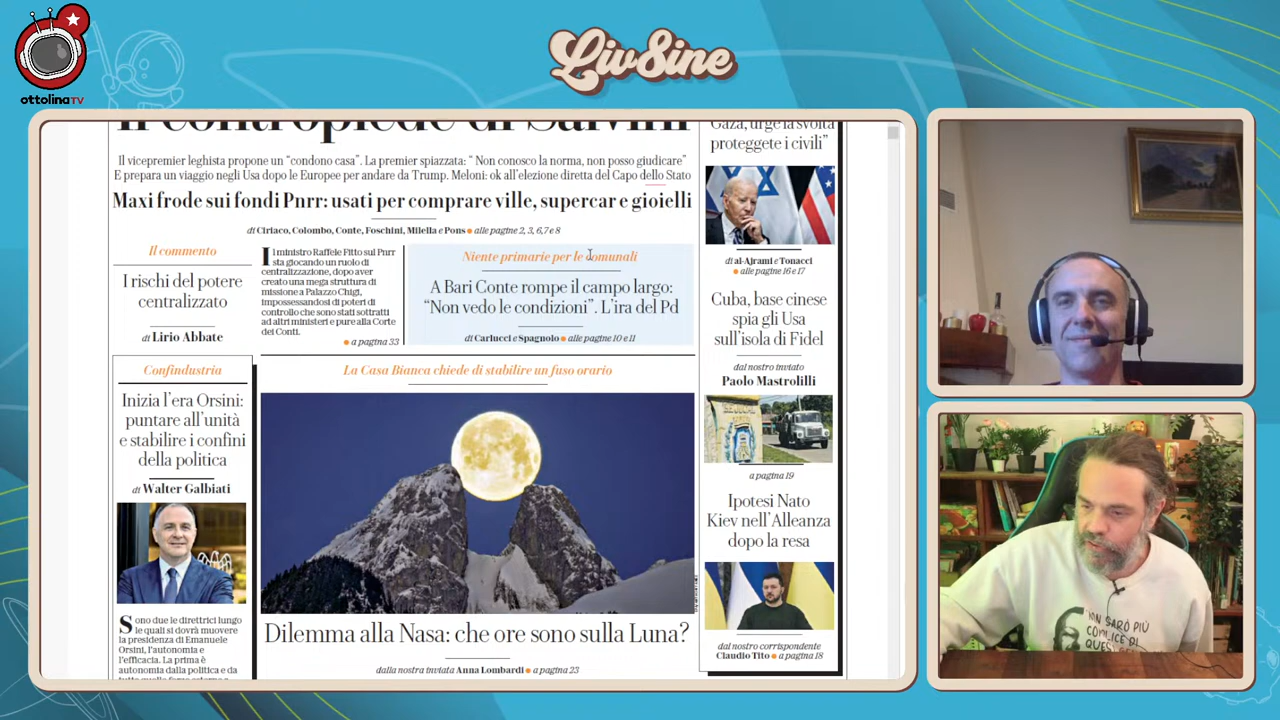 ottolinaTV
Liv8ine
Il contropiede di Salvini
Il vicepremier leghista propone un “condono casa”. La premier spiazzata: “ Non conosco la norma, non posso giudicare”
E prepara un viaggio negli Usa dopo le Europee per andare da Trump. Meloni: ok all’elezione diretta del Capo dello Stato
Maxi frode sui fondi Pnrr: usati per comprare ville, supercar e gioielli
di Ciriaco, Colombo, Conte, Foschini, Milella e Pons ● alle pagine 2, 3, 6,7 e 8
Il commento
I rischi del potere
centralizzato
di Lirio Abbate
Il ministro Raffele Fitto sul Pnrr
sta giocando un ruolo di
centralizzazione, dopo aver
creato una mega struttura di
missione a Palazzo Chigi,
impossessandosi di poteri di
controllo che sono stati sottratti
ad altri ministeri e pure alla Corte
dei Conti.
● a pagina 33
Niente primarie per le comunali
A Bari Conte rompe il campo largo:
“Non vedo le condizioni”. L’ira del Pd
di Carlucci e Spagnolo ● alle pagine 10 e 11
Confindustria
Inizia l’era Orsini:
puntare all’unità
e stabilire i confini
della politica
di Walter Galbiati
Sono due le direttrici lungo
le quali si dovrà muovere
la presidenza di Emanuele
Orsini, l’autonomia e
l’efficacia. La prima è
autonomia dalla politica e da
La Casa Bianca chiede di stabilire un fuso orario
Dilemma alla Nasa: che ore sono sulla Luna?
dalla nostra inviata Anna Lombardi ● a pagina 23
“Gaza, urge la svolta
proteggete i civili”
di al-Ajrami e Tonacci
● alle pagine 16 e 17
Cuba, base cinese
spia gli Usa
sull’isola di Fidel
dal nostro inviato
Paolo Mastrolilli
a pagina 19
Ipotesi Nato
Kiev nell’Alleanza
dopo la resa
dal nostro corrispondente
Claudio Tito ● a pagina 18
NON SARÒ PIÙ
COMPLICE DI